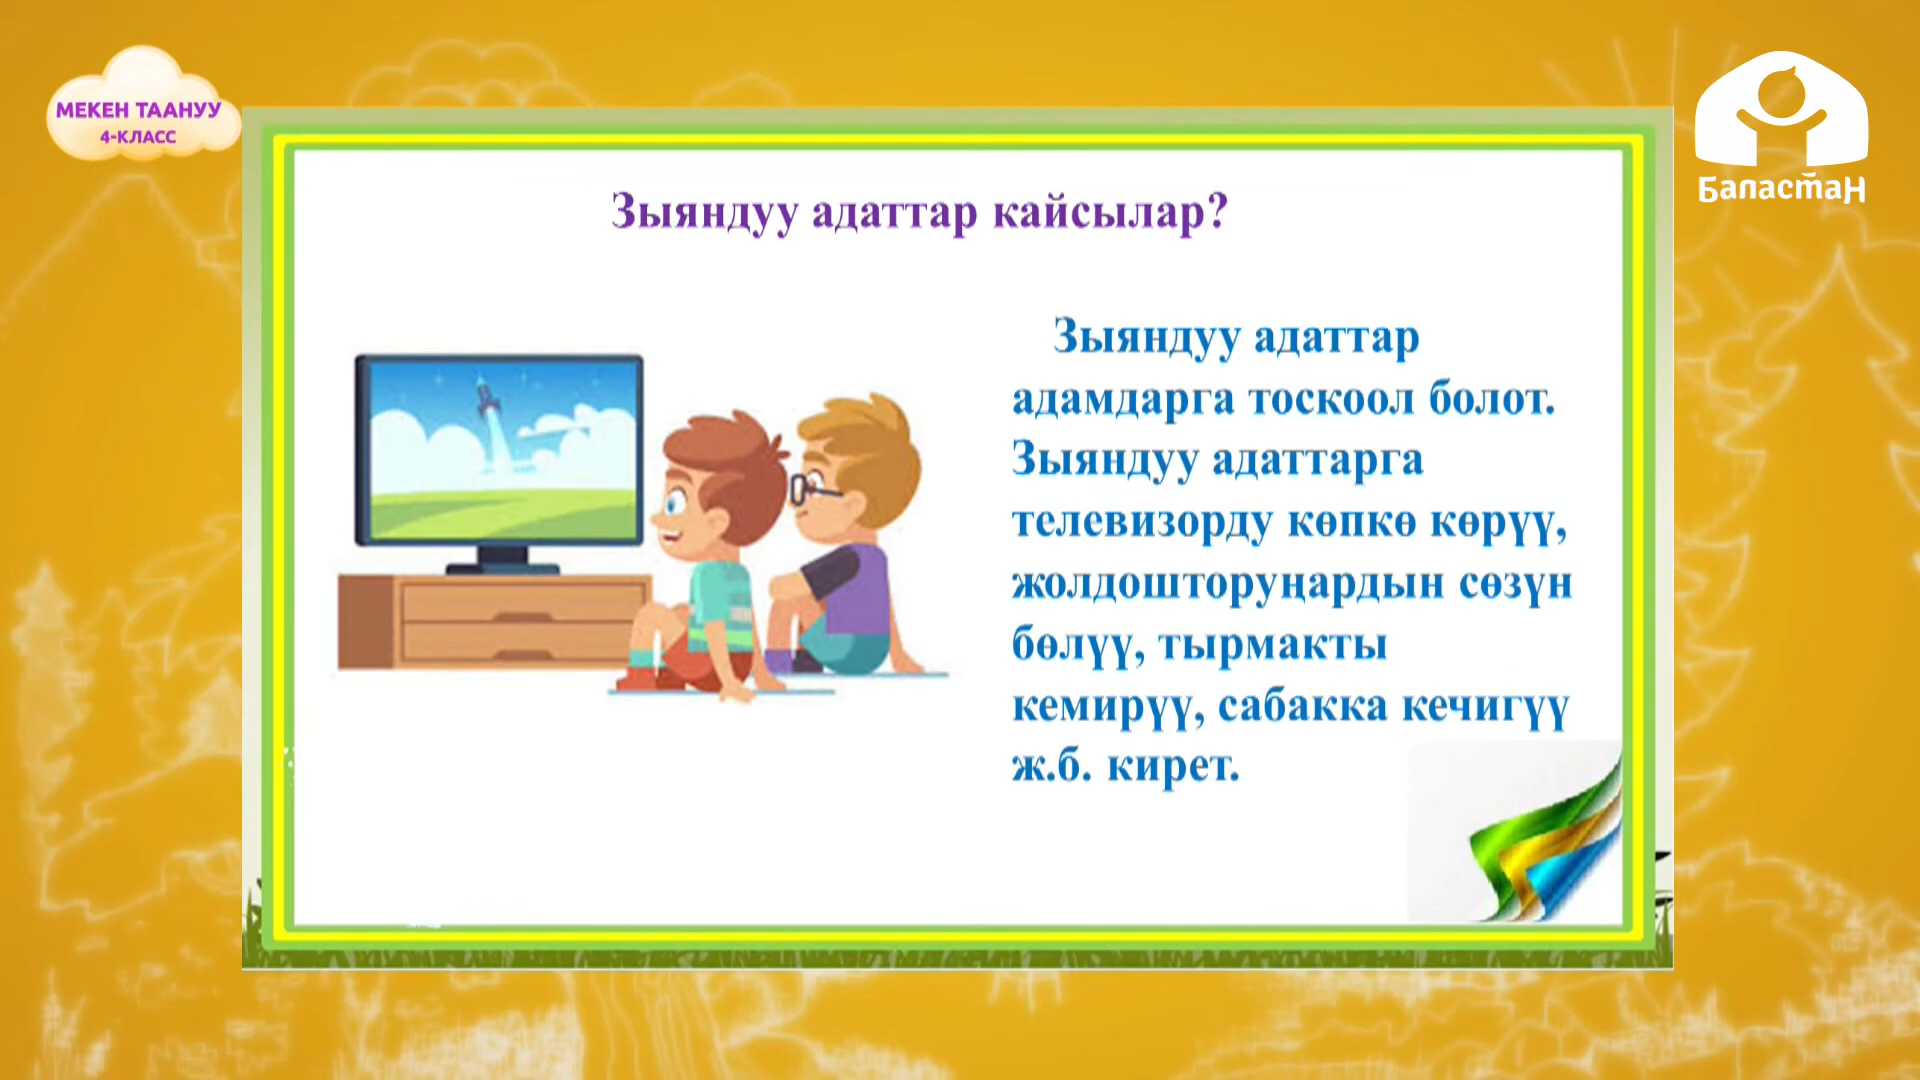 МЕКЕН ТААНУУ
4-КЛАСС
Баластан
Зыяндуу адаттар кайсылар?
Зыяндуу адаттар
адамдарга тоскоол болот.
Зыяндуу адаттарга
телевизорду көпкө көрүү,
жолдошторуңардын сөзүн
бөлүү, тырмакты
кемирүү, сабакка кечигүү
ж.б. кирет.